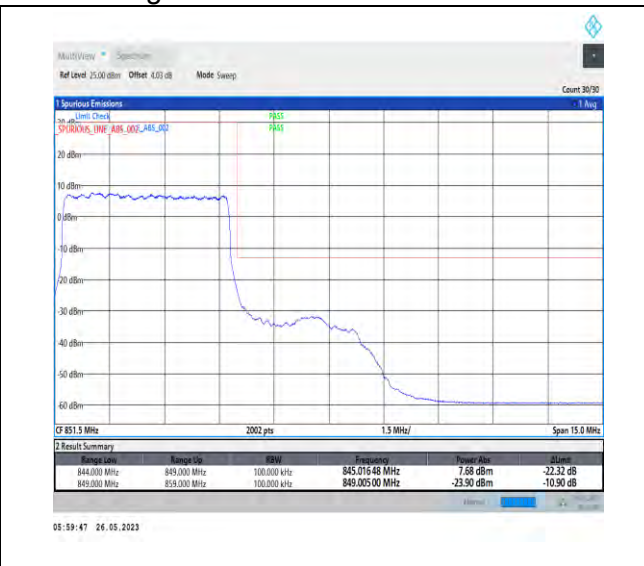 MultiView Spectrum
Ref Level 25.00 dBm Offset 4.03 dB Mode Sweep
Count 30/30
1 Spurious Emissions 1 Avg
Limit Check PASS
SPURIOUS_LINE_ABS_002 _ABS_002 PASS
20 dBm
10 dBm
0 dBm
-10 dBm
-20 dBm
-30 dBm
-40 dBm
-50 dBm
-60 dBm
CF 851.5 MHz 2002 pts 1.5 MHz/ Span 15.0 MHz
2 Result Summary
Range Low Range Up RBW Frequency Power Abs ΔLimit
844.000 MHz 849.000 MHz 100.000 kHz 845.01648 MHz 7.68 dBm -22.32 dB
849.000 MHz 859.000 MHz 100.000 kHz 849.00500 MHz -23.90 dBm -10.90 dB
05:59:47 26.05.2023